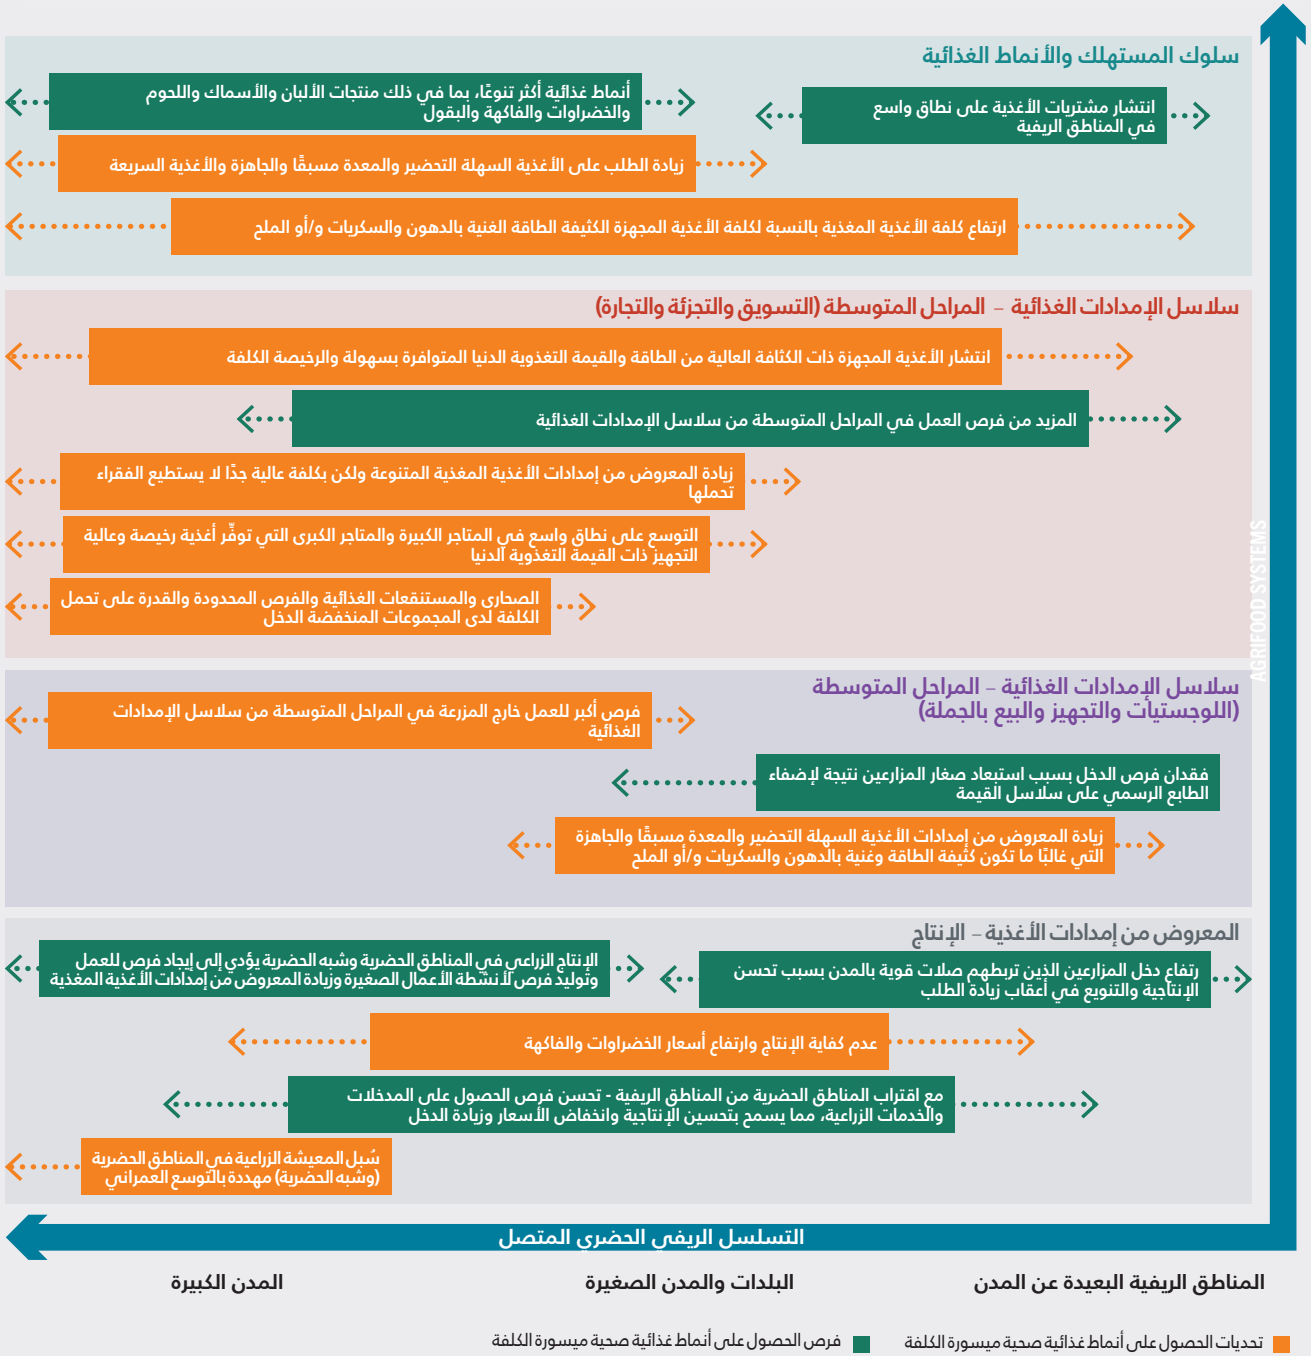 سلوك المستهلك والأنماط الغذائية
انتشار مشتريات الأغذية على نطاق واسع
في المناطق الريفية
أنماط غذائية أكثر تنوعًا، بما في ذلك منتجات الألبان والأسماك واللحوم
والخضراوات والفاكهة والبقول
زيادة الطلب على الأغذية السهلة التحضير والمعدة مسبقًا والجاهزة والأغذية السريعة
ارتفاع كلفة الأغذية المغذية بالنسبة لكلفة الأغذية المجهزة الكثيفة الطاقة الغنية بالدهون والسكريات و/أو الملح
سلاسل الإمدادات الغذائية – المراحل المتوسطة (التسويق والتجزئة والتجارة)
انتشار الأغذية المجهزة ذات الكثافة العالية من الطاقة والقيمة التغذوية الدنيا المتوافرة بسهولة والرخيصة الكلفة
المزيد من فرص العمل في المراحل المتوسطة من سلاسل الإمدادات الغذائية
زيادة المعروض من إمدادات الأغذية المغذية المتنوعة ولكن بكلفة عالية جدًا لا يستطيع الفقراء
تحملها
التوسع على نطاق واسع في المتاجر الكبيرة والمتاجر الكبرى التي توفِّر أغذية رخيصة وعالية
التجهيز ذات القيمة التغذوية الدنيا
الصحارى والمستنقعات الغذائية والفرص المحدودة والقدرة على تحمل
الكلفة لدى المجموعات المنخفضة الدخل
AGRIFOOD SYSTEMS
سلاسل الإمدادات الغذائية – المراحل المتوسطة
(اللوجستيات والتجهيز والبيع بالجملة)
فرص أكبر للعمل خارج المزرعة في المراحل المتوسطة من سلاسل الإمدادات
الغذائية
فقدان فرص الدخل بسبب استبعاد صغار المزارعين نتيجة لإضفاء
الطابع الرسمي على سلاسل القيمة
زيادة المعروض من إمدادات الأغذية السهلة التحضير والمعدة مسبقًا والجاهزة
التي غالبًا ما تكون كثيفة الطاقة وغنية بالدهون والسكريات و/أو الملح
المعروض من إمدادات الأغذية – الإنتاج
رتفاع دخل المزارعين الذين تربطهم صلات قوية بالمدن بسبب تحسن
الإنتاجية والتنويع في أعقاب زيادة الطلب
الإنتاج الزراعي في المناطق الحضرية وشبه الحضرية يؤدي إلى إيجاد فرص للعمل
وتوليد فرص لأنشطة الأعمال الصغيرة وزيادة المعروض من إمدادات الأغذية المغذية
عدم كفاية الإنتاج وارتفاع أسعار الخضراوات والفاكهة
مع اقتراب المناطق الحضرية من المناطق الريفية - تحسن فرص الحصول على المدخلات
والخدمات الزراعية، مما يسمح بتحسين الإنتاجية وانخفاض الأسعار وزيادة الدخل
سُبل المعيشة الزراعية في المناطق الحضرية
(وشبه الحضرية) مهددة بالتوسع العمراني
التسلسل الريفي الحضري المتصل
المناطق الريفية البعيدة عن المدن
البلدات والمدن الصغيرة
المدن الكبيرة
تحديات الحصول على أنماط غذائية صحية ميسورة الكلفة
فرص الحصول على أنماط غذائية صحية ميسورة الكلفة